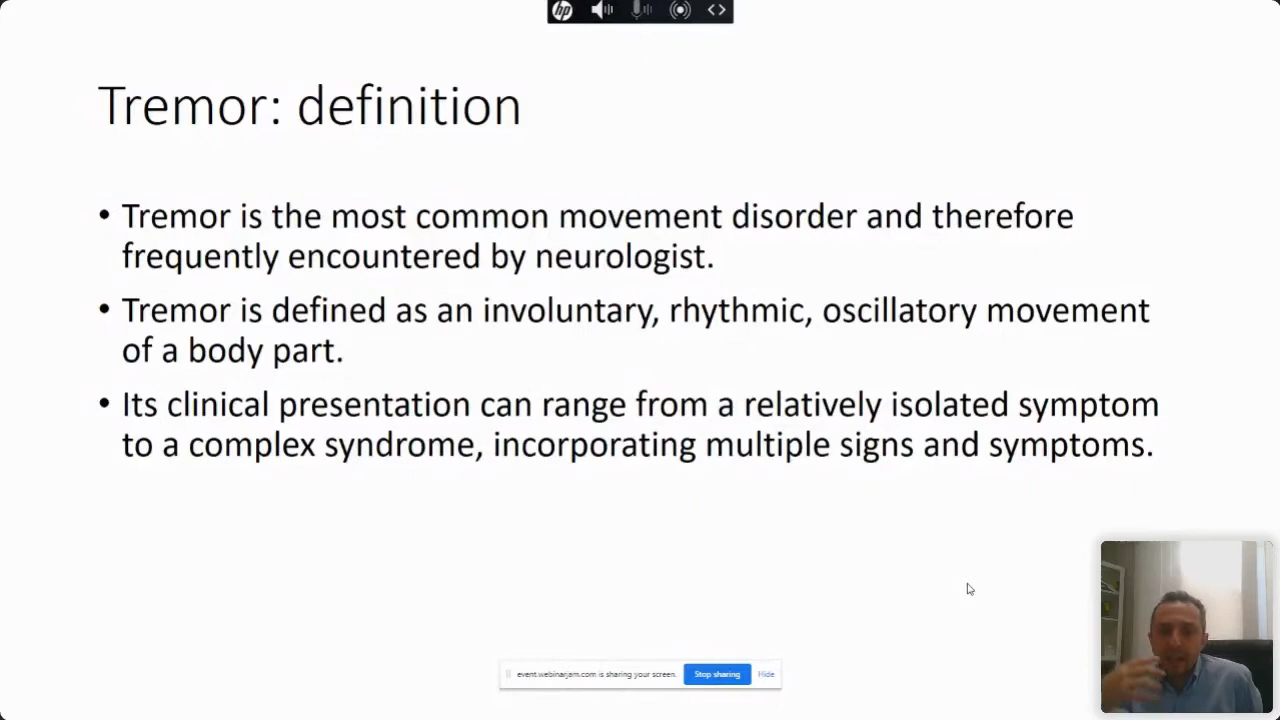 hp
Tremor: definition
• Tremor is the most common movement disorder and therefore
frequently encountered by neurologist.
• Tremor is defined as an involuntary, rhythmic, oscillatory movement
of a body part.
• Its clinical presentation can range from a relatively isolated symptom
to a complex syndrome, incorporating multiple signs and symptoms.
event.webinarjam.com is sharing your screen. Stop sharing Hide